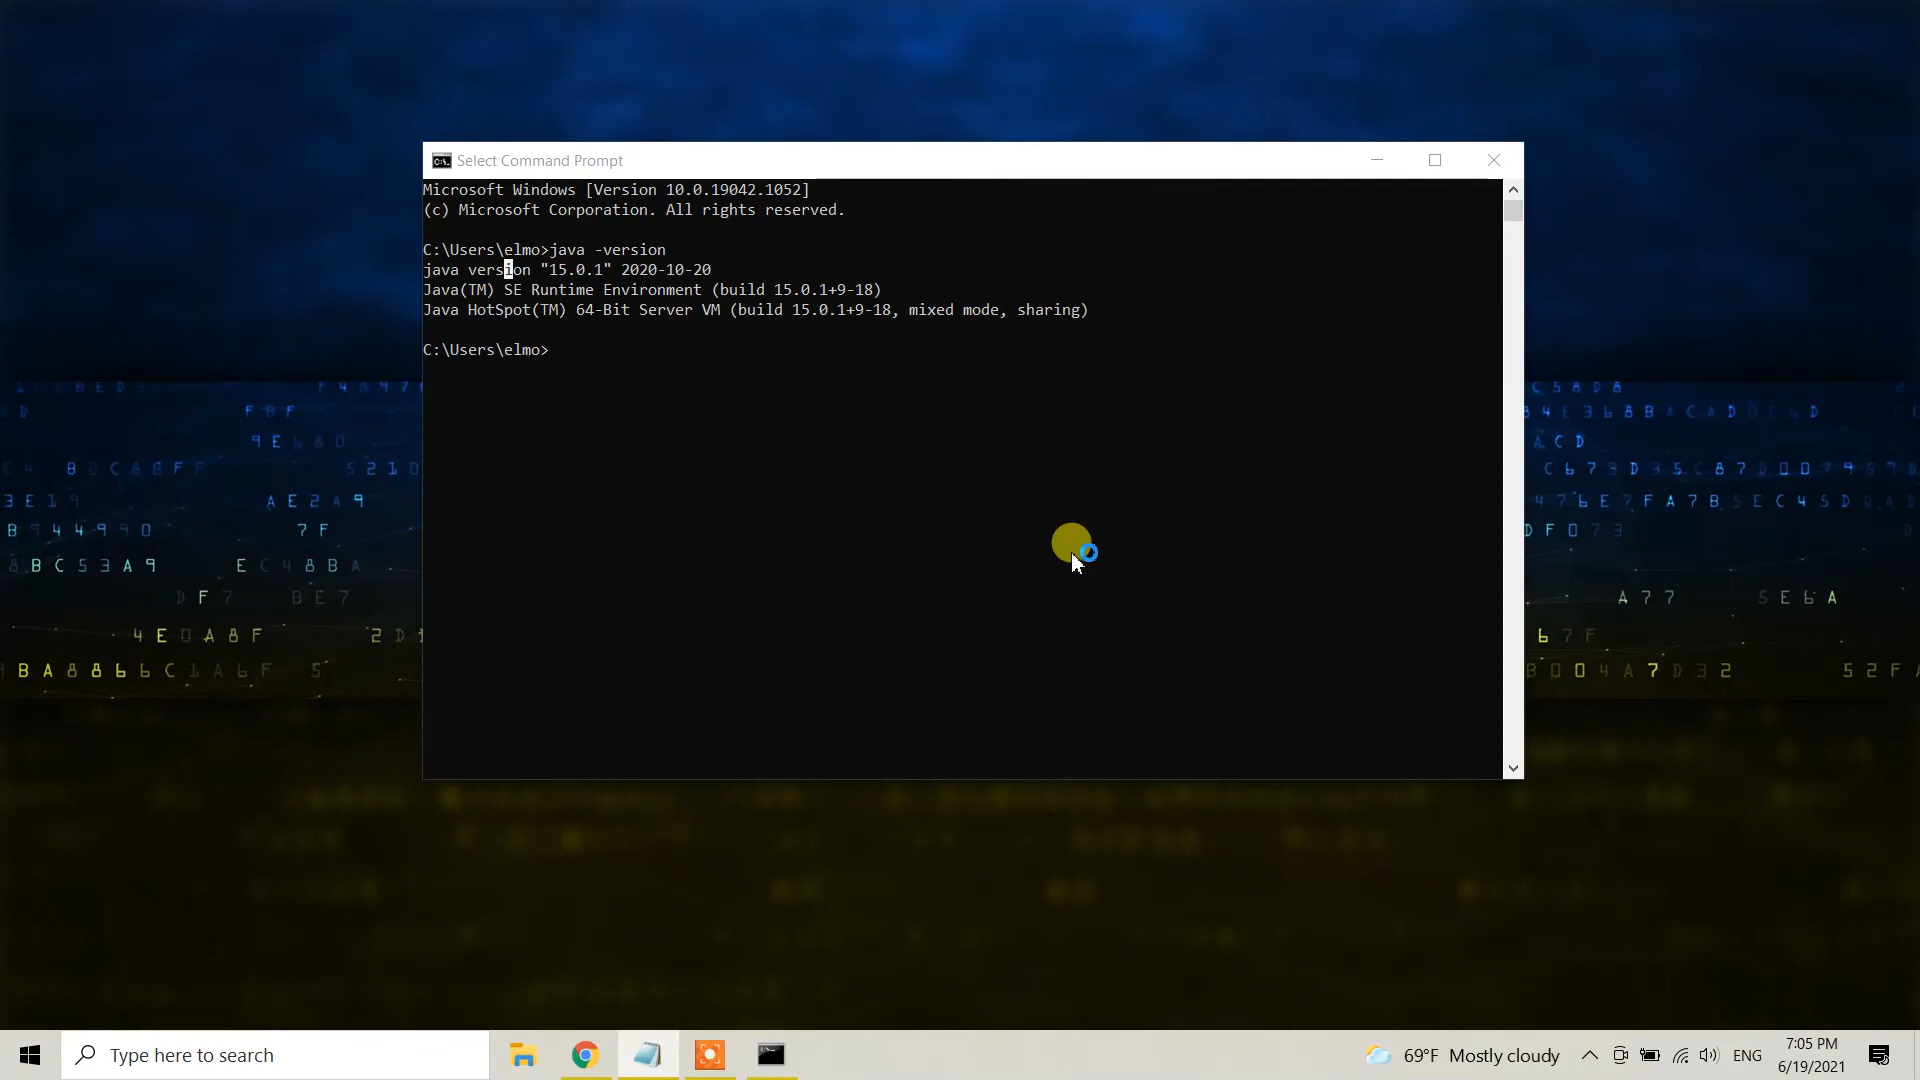 Select Command Prompt
Microsoft Windows [Version 10.0.19042.1052]
(c) Microsoft Corporation. All rights reserved.
C:\Users\elmo>java -version
java version "15.0.1" 2020-10-20
Java(TM) SE Runtime Environment (build 15.0.1+9-18)
Java HotSpot(TM) 64-Bit Server VM (build 15.0.1+9-18, mixed mode, sharing)
C:\Users\elmo>
Type here to search
69°F Mostly cloudy
ENG
7:05 PM
6/19/2021